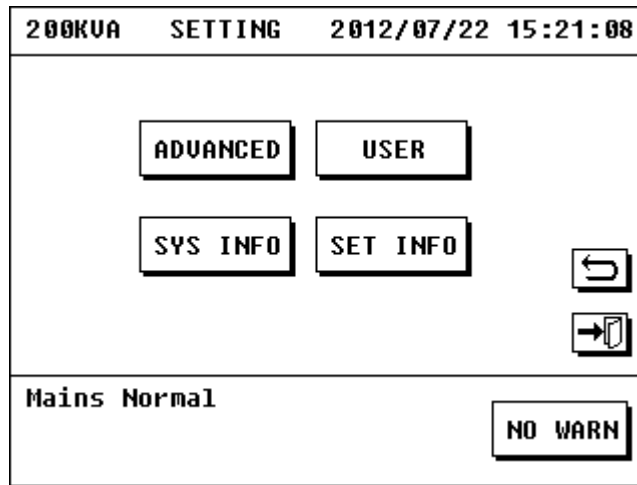 200KVA SETTING 2012/07/22 15:21:08
ADVANCED USER
SYS INFO SET INFO
Mains Normal
NO WARN